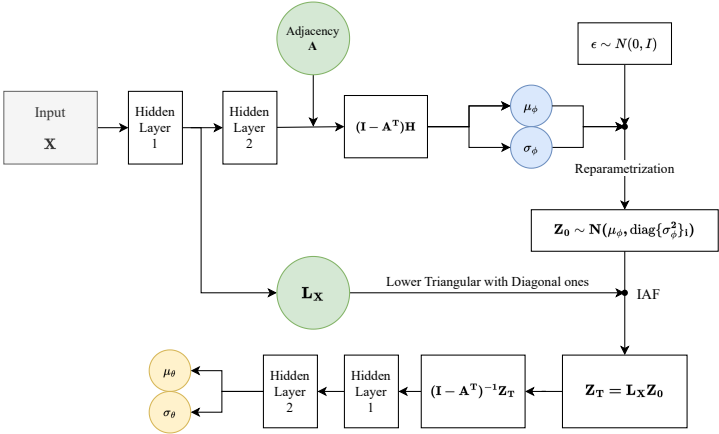 Adjacency
A
ϵ ∼ N(0, I)
Input
X
Hidden
Layer
1
Hidden
Layer
2
(I − A^T)H
μ_ϕ
σ_ϕ
Reparametrization
Z_0 ∼ N(μ_ϕ, diag{σ_ϕ^2}_i)
L_X
Lower Triangular with Diagonal ones
IAF
μ_θ
σ_θ
Hidden
Layer
2
Hidden
Layer
1
(I − A^T)^{−1}Z_T
Z_T = L_X Z_0